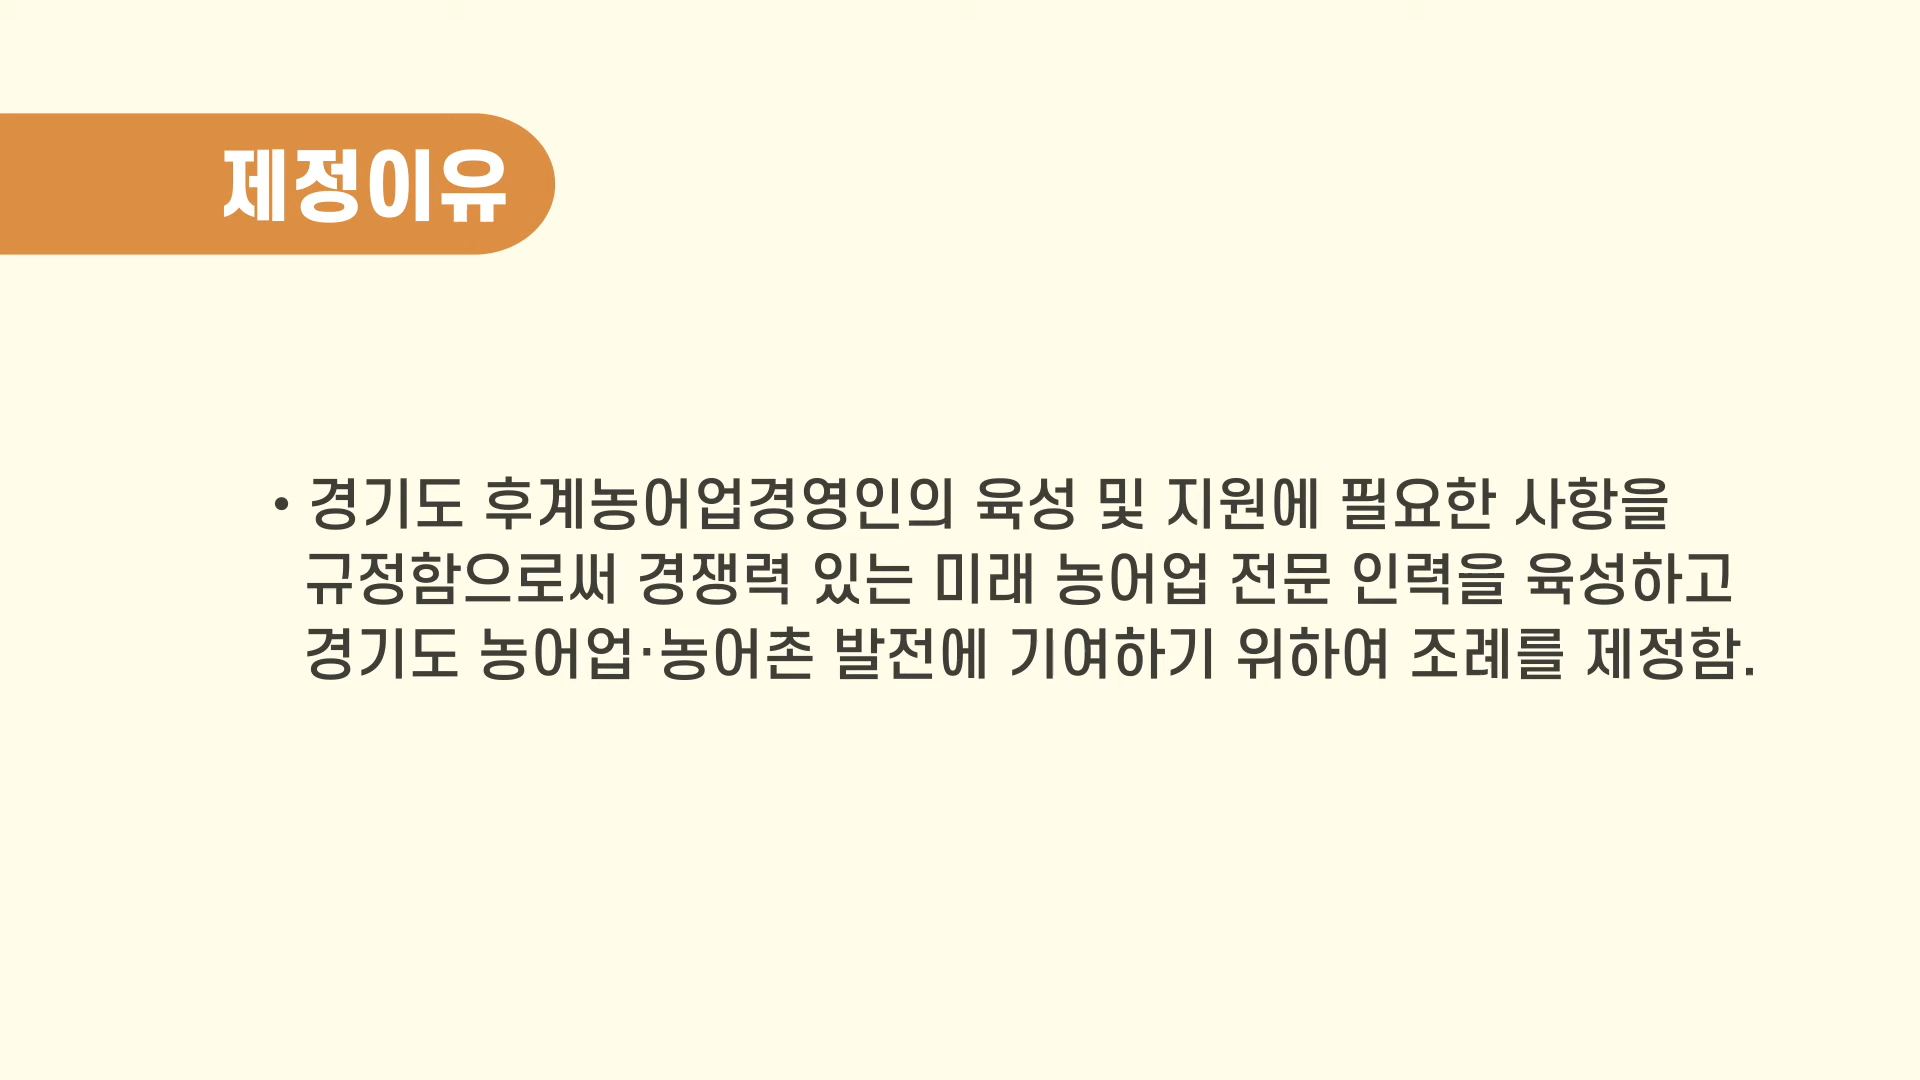 제정이유
• 경기도 후계농어업경영인의 육성 및 지원에 필요한 사항을
규정함으로써 경쟁력 있는 미래 농어업 전문 인력을 육성하고
경기도 농어업·농어촌 발전에 기여하기 위하여 조례를 제정함.